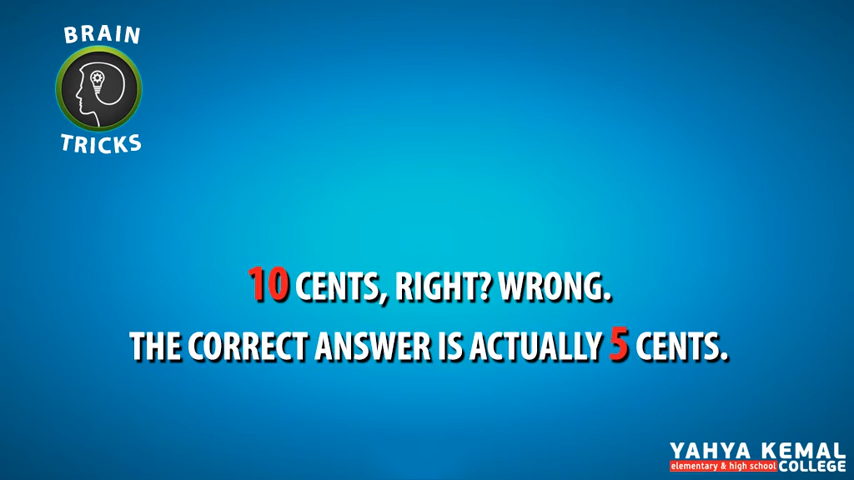 BRAIN
TRICKS
10 CENTS, RIGHT? WRONG.
THE CORRECT ANSWER IS ACTUALLY 5 CENTS.
YAHYA KEMAL
elementary & high school COLLEGE